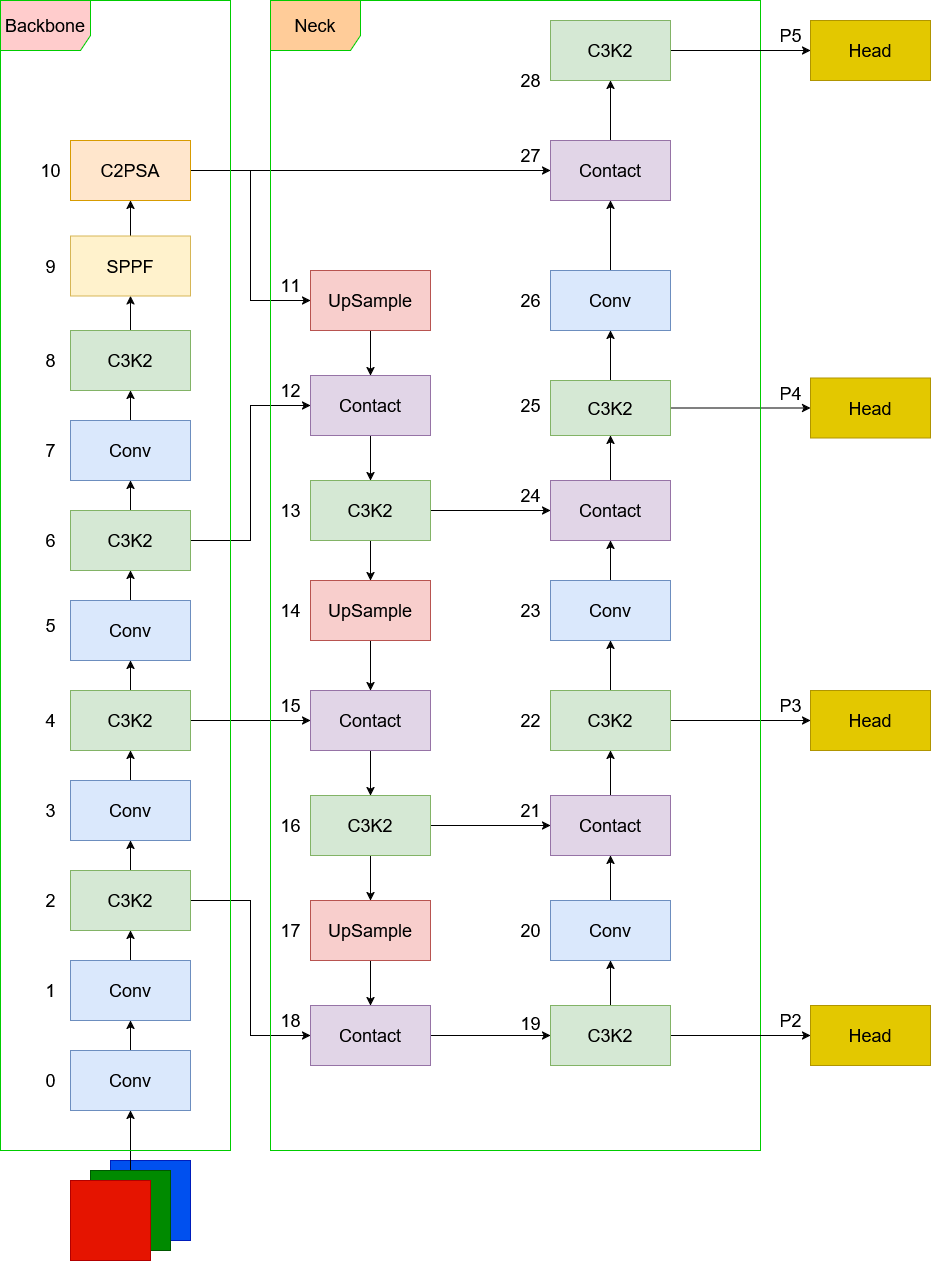 Backbone
Neck
28
C3K2
P5
Head
10
C2PSA
27
Contact
9
SPPF
11
UpSample
26
Conv
8
C3K2
12
Contact
25
C3K2
P4
Head
7
Conv
13
C3K2
24
Contact
6
C3K2
14
UpSample
23
Conv
5
Conv
4
C3K2
15
Contact
22
C3K2
P3
Head
3
Conv
16
C3K2
21
Contact
2
C3K2
17
UpSample
20
Conv
1
Conv
18
Contact
19
C3K2
P2
Head
0
Conv